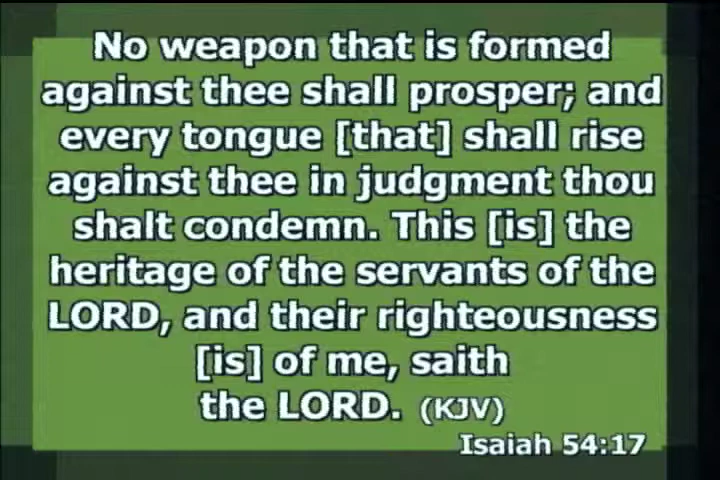 No weapon that is formed
against thee shall prosper; and
every tongue [that] shall rise
against thee in judgment thou
shalt condemn. This [is] the
heritage of the servants of the
LORD, and their righteousness
[is] of me, saith
the LORD. (KJV)
Isaiah 54:17